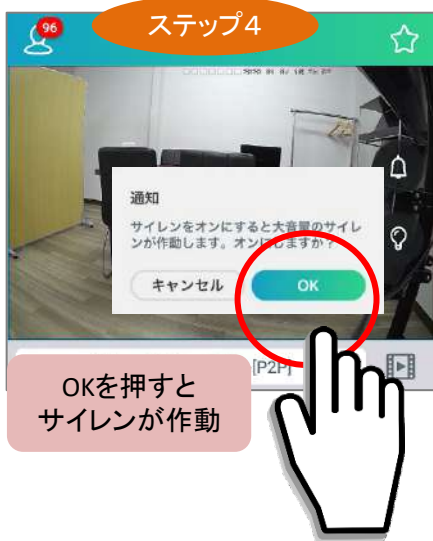 ステップ4
96
通知
サイレンをオンにすると大音量のサイレ
ンが作動します。オンにしますか？
キャンセル
OK
[P2P]
OKを押すと
サイレンが作動